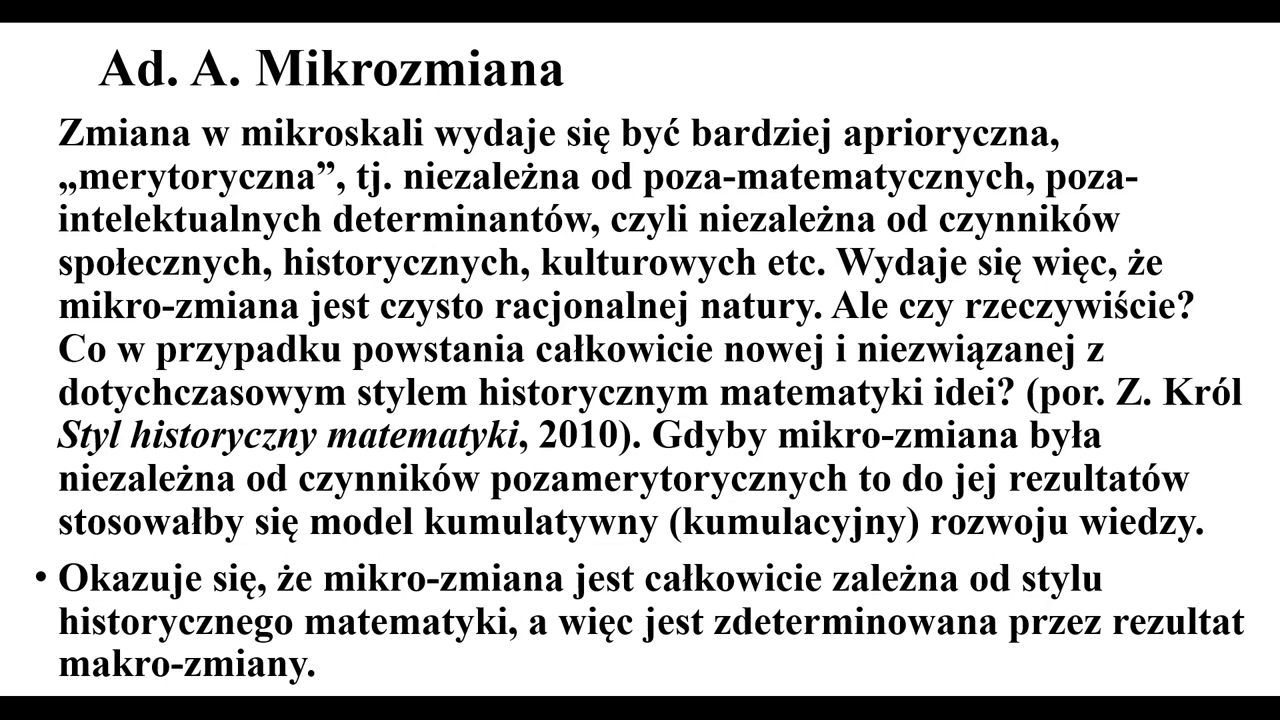 Ad. A. Mikrozmiana
Zmiana w mikroskali wydaje się być bardziej aprioryczna,
„merytoryczna”, tj. niezależna od poza-matematycznych, poza-
intelektualnych determinantów, czyli niezależna od czynników
społecznych, historycznych, kulturowych etc. Wydaje się więc, że
mikro-zmiana jest czysto racjonalnej natury. Ale czy rzeczywiście?
Co w przypadku powstania całkowicie nowej i niezwiązanej z
dotychczasowym stylem historycznym matematyki idei? (por. Z. Król
Styl historyczny matematyki, 2010). Gdyby mikro-zmiana była
niezależna od czynników pozamerytorycznych to do jej rezultatów
stosowałby się model kumulatywny (kumulacyjny) rozwoju wiedzy.
• Okazuje się, że mikro-zmiana jest całkowicie zależna od stylu
historycznego matematyki, a więc jest zdeterminowana przez rezultat
makro-zmiany.